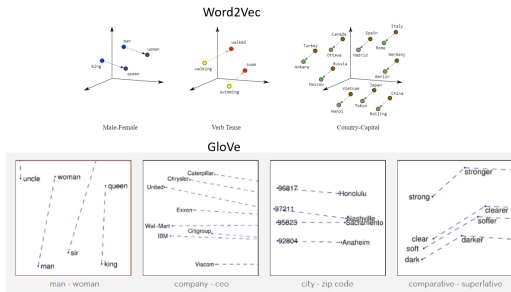 Word2Vec
man
woman
king
queen
Male-Female
walked
walking
swam
swimming
Verb Tense
Italy
Canada
Spain
Turkey
Ottawa
Madrid
Rome
Germany
Ankara
Russia
Berlin
Moscow
Vietnam
Japan
China
Hanoi
Tokyo
Beijing
Country-Capital
GloVe
uncle
woman
queen
man
sir
king
man - woman
Caterpillar
Chrysler
United
Exxon
Wal-Mart
Citigroup
IBM
Viacom
company - ceo
96817
Honolulu
37211
Nashville
95823
Sacramento
92804
Anaheim
city - zip code
stronger
strong
clearer
softer
clear
darker
soft
dark
comparative - superlative